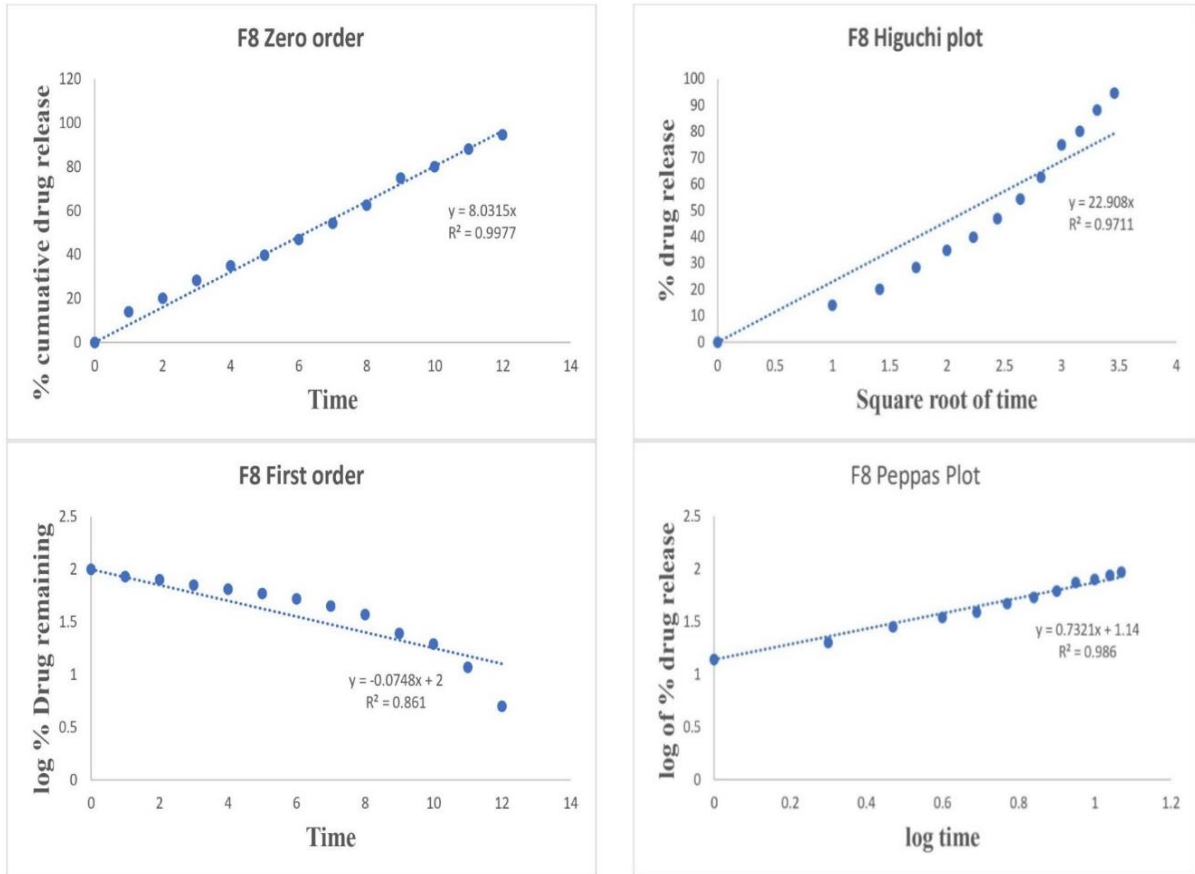 F8 Zero order
% cumuative drug release
120
100
80
60
40
20
0
y = 8.0315x
R² = 0.9977
0 2 4 6 8 10 12 14
Time
F8 Higuchi plot
% drug release
100
90
80
70
60
50
40
30
20
10
0
y = 22.908x
R² = 0.9711
0 0.5 1 1.5 2 2.5 3 3.5 4
Square root of time
F8 First order
log % Drug remaining
2.5
2
1.5
1
0.5
0
y = -0.0748x + 2
R² = 0.861
0 2 4 6 8 10 12 14
Time
F8 Peppas Plot
log of % drug release
2.5
2
1.5
1
0.5
0
y = 0.7321x + 1.14
R² = 0.986
0 0.2 0.4 0.6 0.8 1 1.2
log time